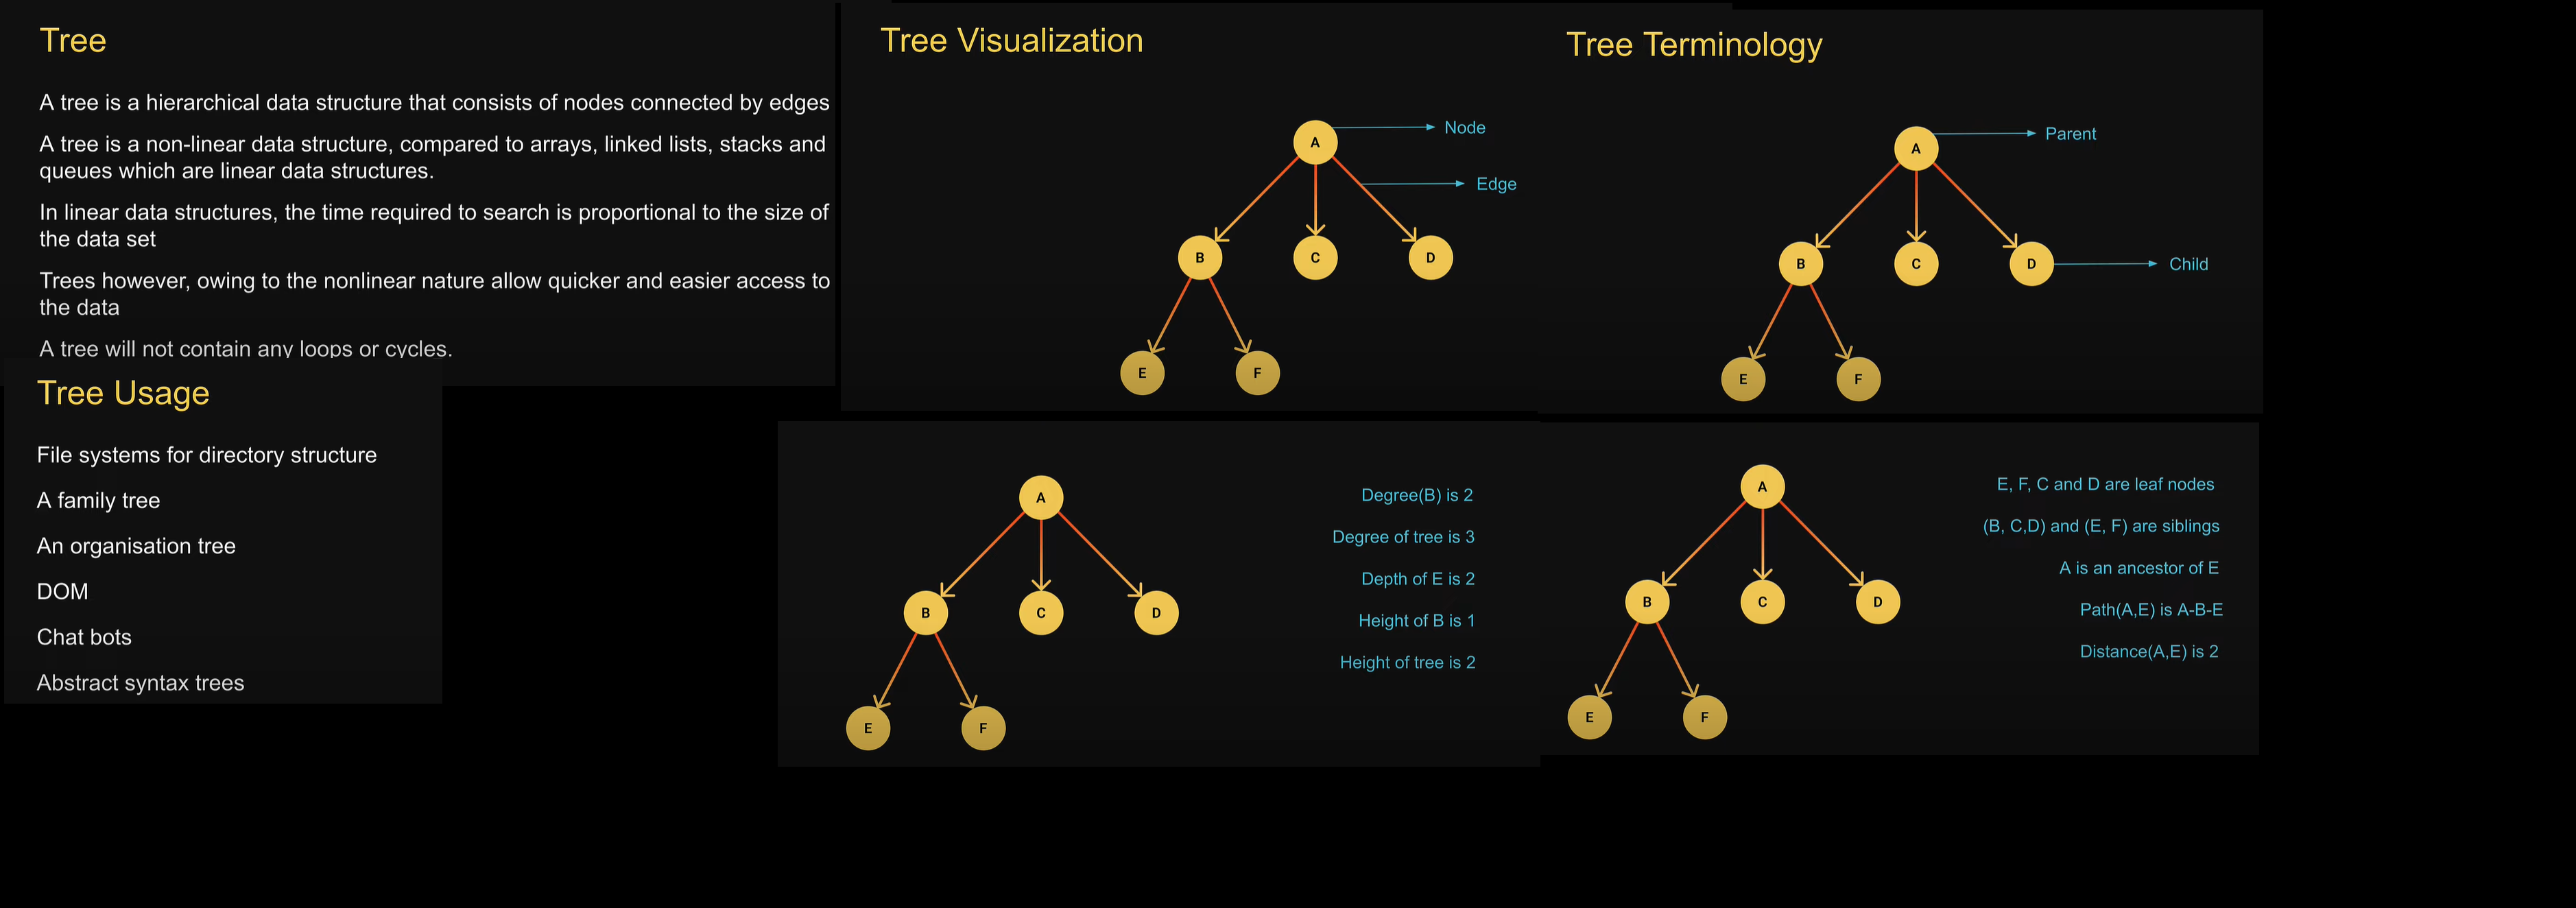 Tree
A tree is a hierarchical data structure that consists of nodes connected by edges
A tree is a non-linear data structure, compared to arrays, linked lists, stacks and
queues which are linear data structures.
In linear data structures, the time required to search is proportional to the size of
the data set
Trees however, owing to the nonlinear nature allow quicker and easier access to
the data
A tree will not contain any loops or cycles.
Tree Usage
File systems for directory structure
A family tree
An organisation tree
DOM
Chat bots
Abstract syntax trees
Tree Visualization
Node
A
Edge
B C D
E F
Tree Terminology
Parent
A
B C D Child
E F
A
B C D
E F
Degree(B) is 2
Degree of tree is 3
Depth of E is 2
Height of B is 1
Height of tree is 2
A
B C D
E F
E, F, C and D are leaf nodes
(B, C,D) and (E, F) are siblings
A is an ancestor of E
Path(A,E) is A-B-E
Distance(A,E) is 2